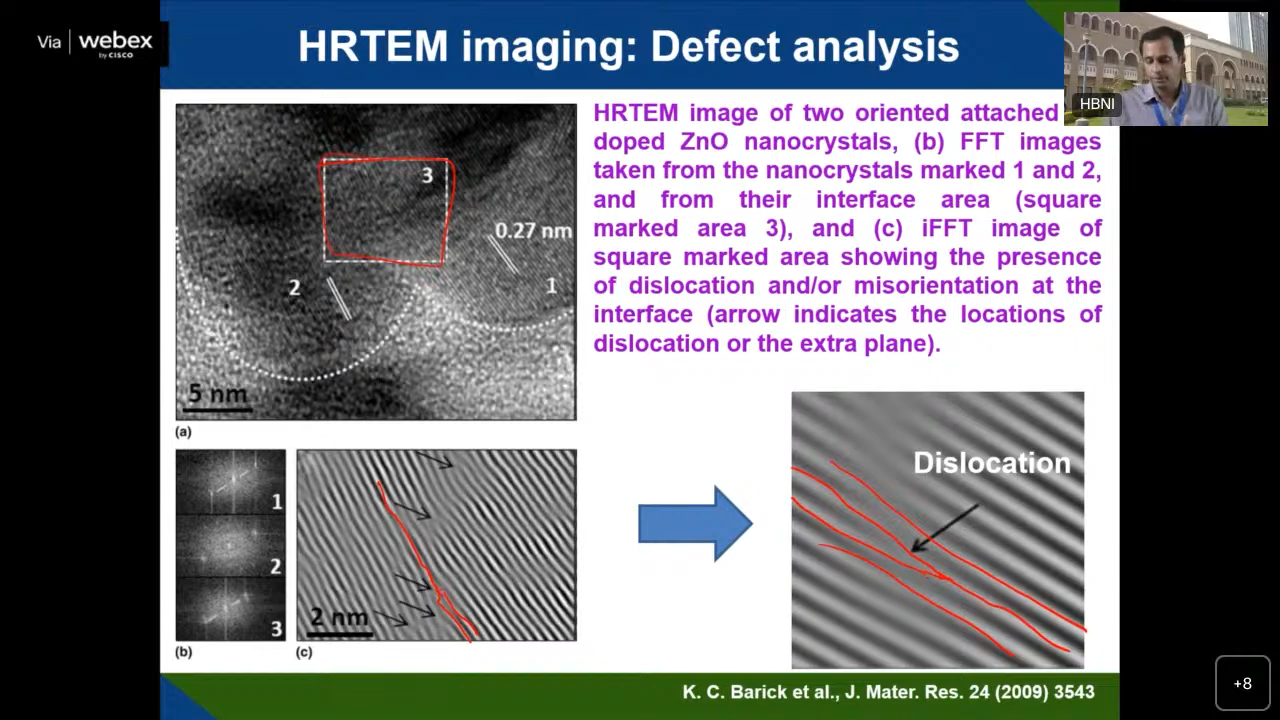 Via | webex
by CISCO
HRTEM imaging: Defect analysis
HBNI
HRTEM image of two oriented attached
doped ZnO nanocrystals, (b) FFT images
taken from the nanocrystals marked 1 and 2,
and from their interface area (square
marked area 3), and (c) iFFT image of
square marked area showing the presence
of dislocation and/or misorientation at the
interface (arrow indicates the locations of
dislocation or the extra plane).
3
0.27 nm
2
1
5 nm
(a)
1
2
3
(b)
2 nm
(c)
Dislocation
K. C. Barick et al., J. Mater. Res. 24 (2009) 3543
+8